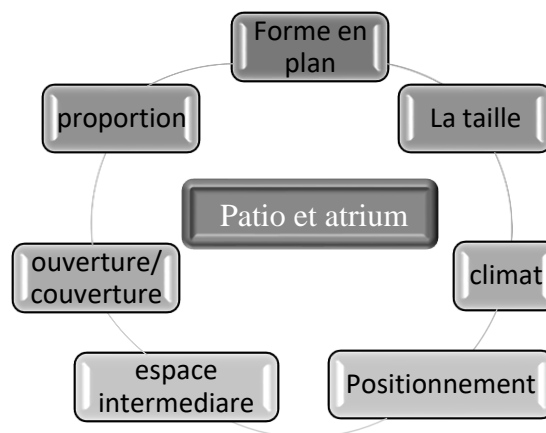 Forme en
plan
proportion
La taille
Patio et atrium
ouverture/
couverture
climat
espace
intermediare
Positionnement